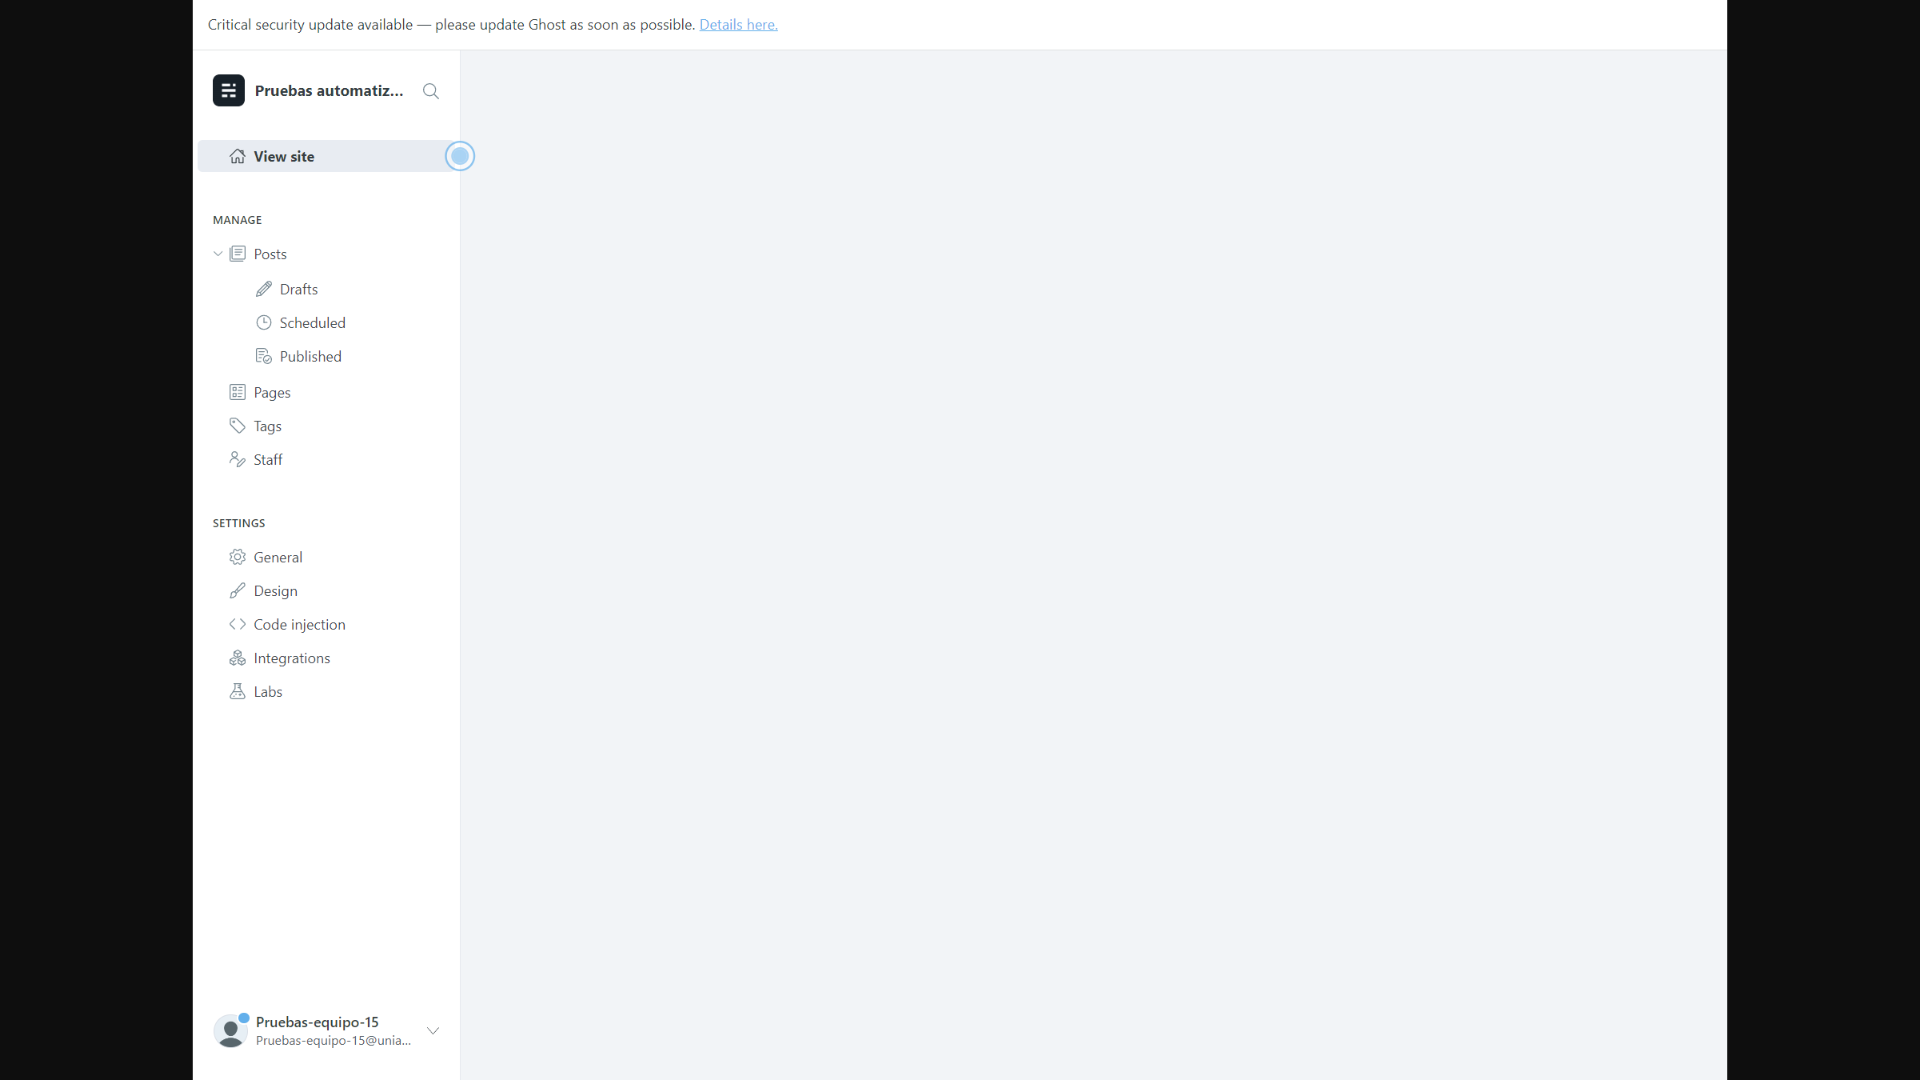 Critical security update available — please update Ghost as soon as possible. Details here.
Pruebas automatiz...
View site
MANAGE
Posts
Drafts
Scheduled
Published
Pages
Tags
Staff
SETTINGS
General
Design
Code injection
Integrations
Labs
Pruebas-equipo-15
Pruebas-equipo-15@unia...